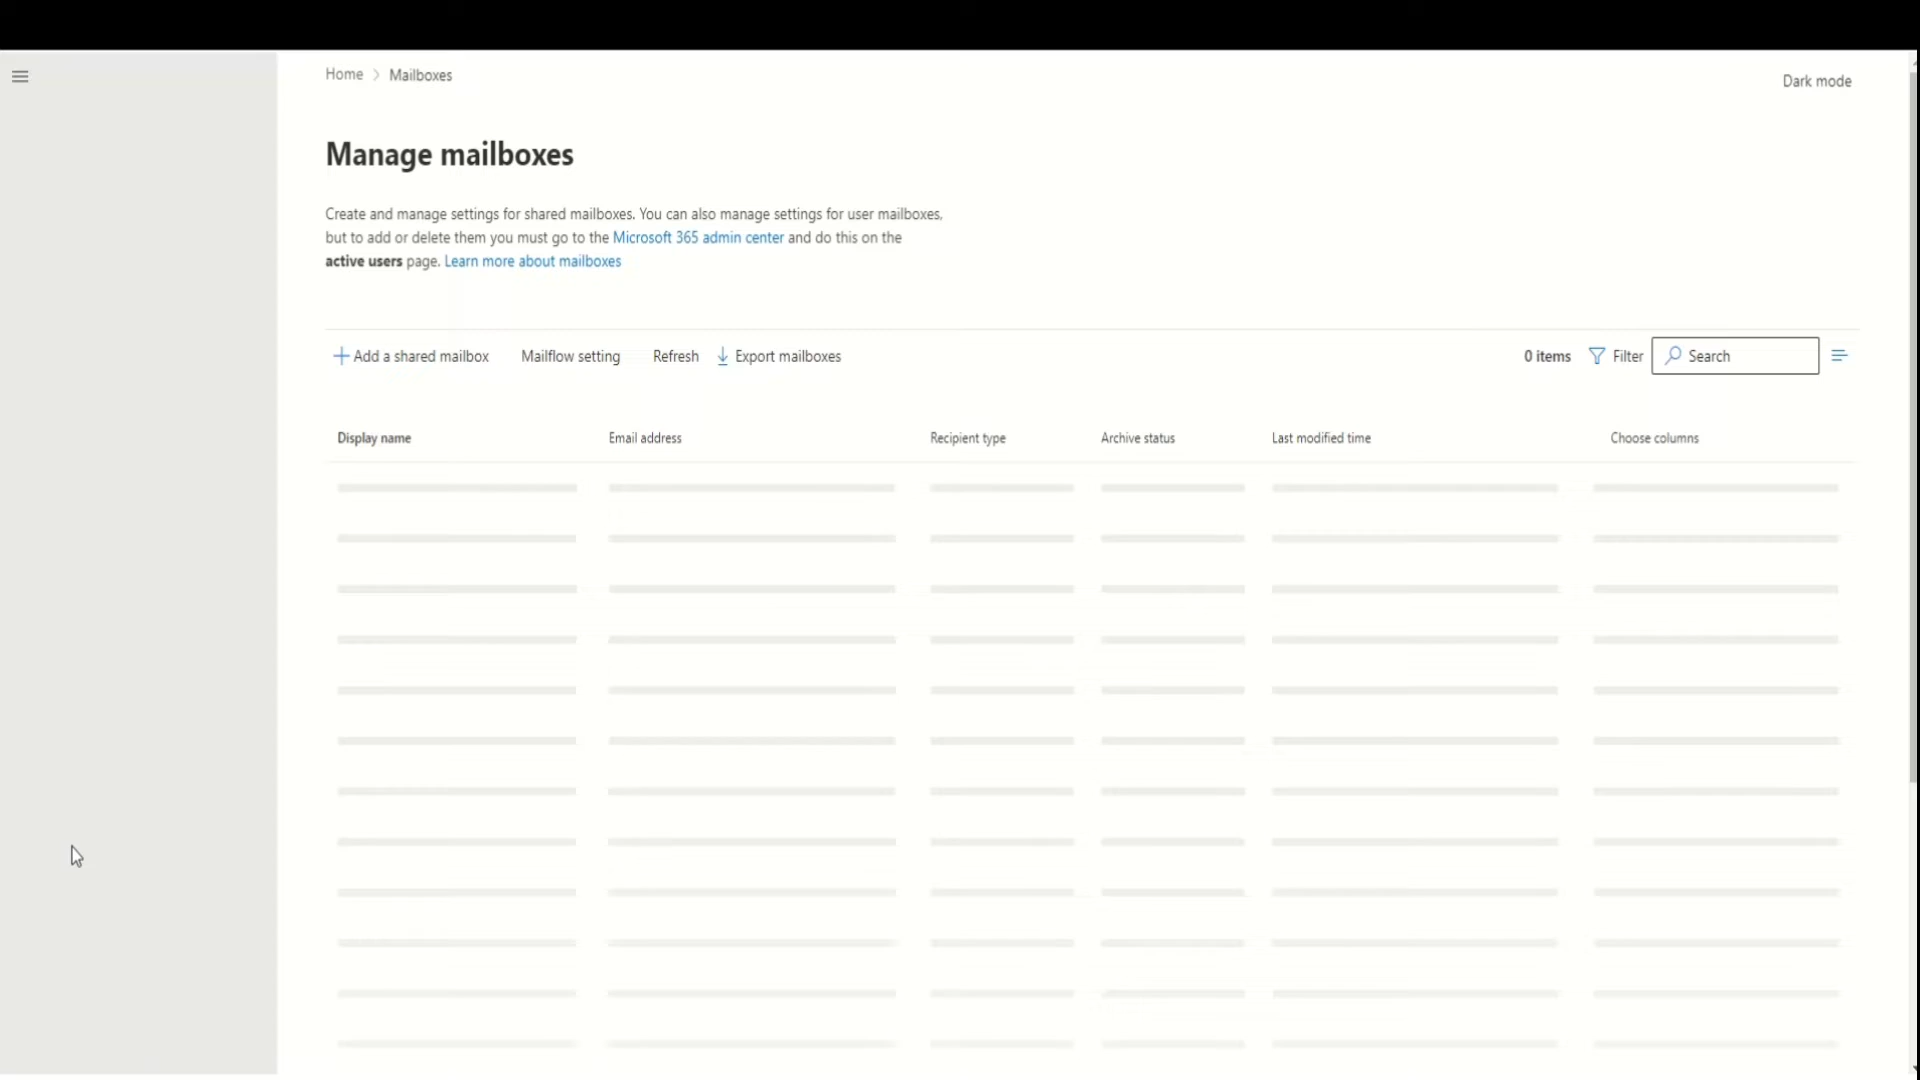 Home > Mailboxes
Dark mode
Manage mailboxes
Create and manage settings for shared mailboxes. You can also manage settings for user mailboxes,
but to add or delete them you must go to the Microsoft 365 admin center and do this on the
active users page. Learn more about mailboxes
Add a shared mailbox Mailflow setting Refresh Export mailboxes 0 items Filter Search
Display name Email address Recipient type Archive status Last modified time Choose columns